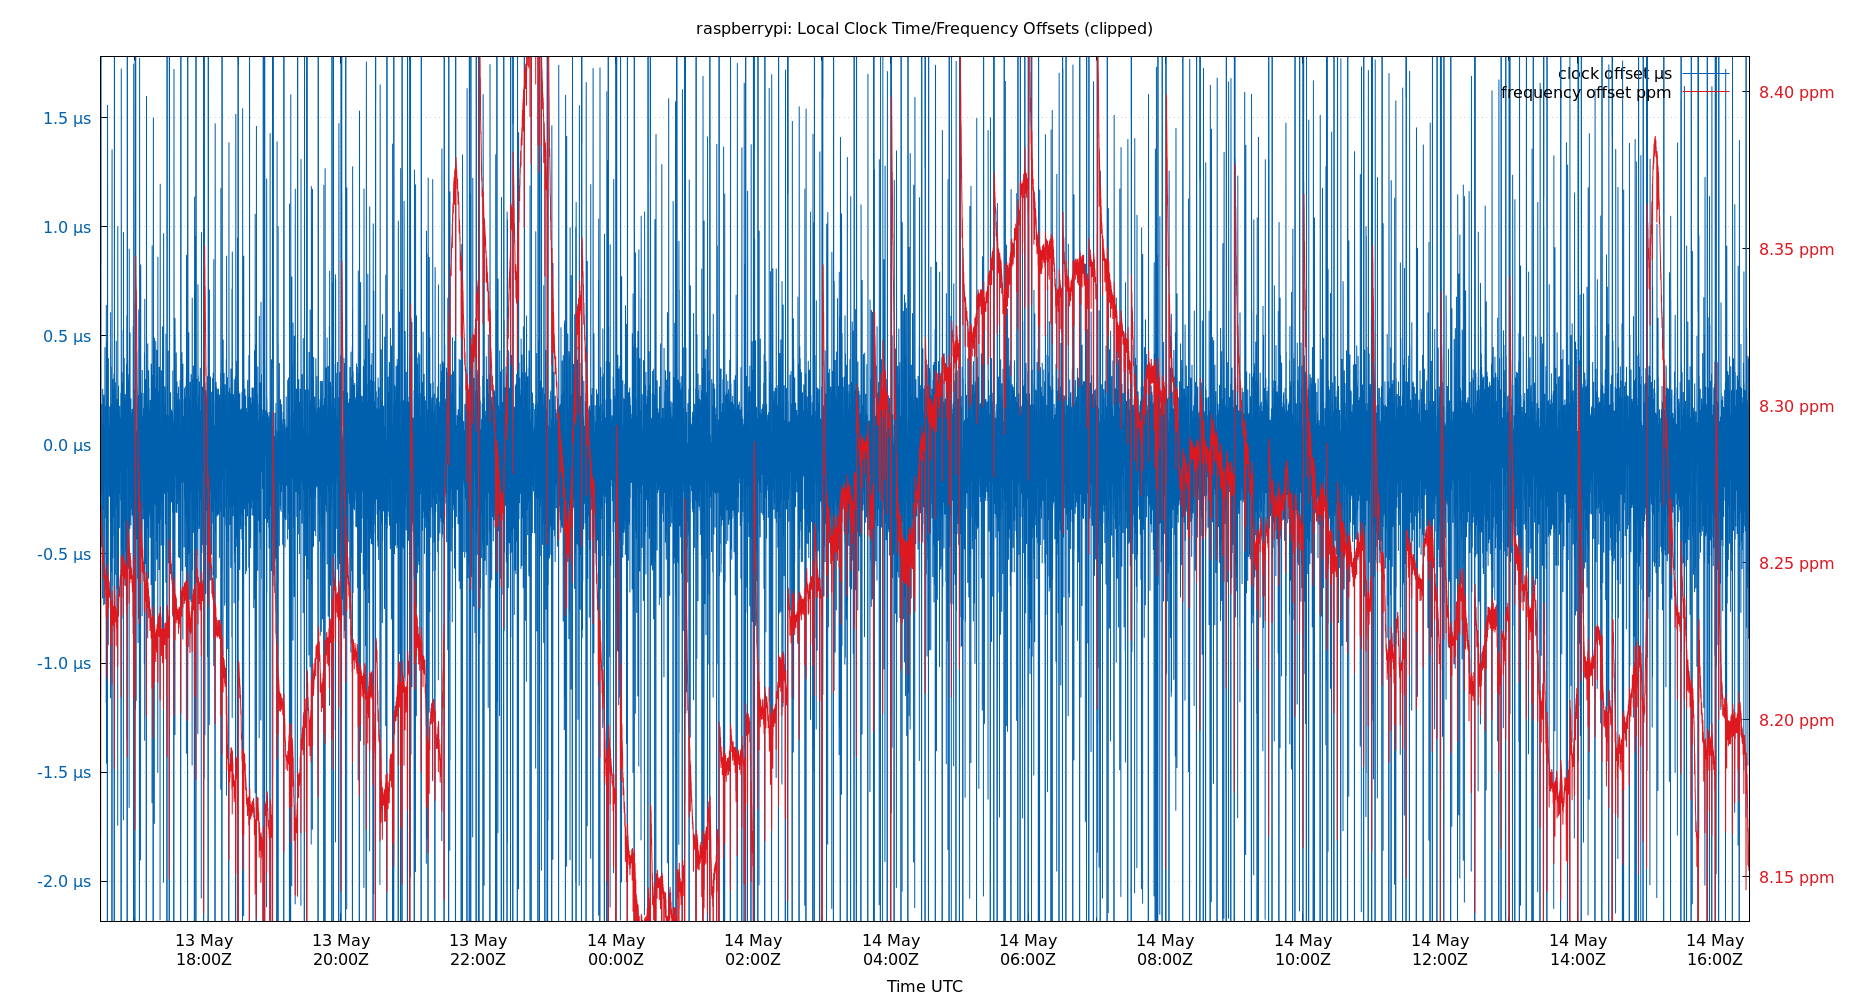 raspberrypi: Local Clock Time/Frequency Offsets (clipped)
clock offset µs
frequency offset ppm
1.5 µs
1.0 µs
0.5 µs
0.0 µs
-0.5 µs
-1.0 µs
-1.5 µs
-2.0 µs
8.40 ppm
8.35 ppm
8.30 ppm
8.25 ppm
8.20 ppm
8.15 ppm
13 May
18:00Z
13 May
20:00Z
13 May
22:00Z
14 May
00:00Z
14 May
02:00Z
14 May
04:00Z
14 May
06:00Z
14 May
08:00Z
14 May
10:00Z
14 May
12:00Z
14 May
14:00Z
14 May
16:00Z
Time UTC